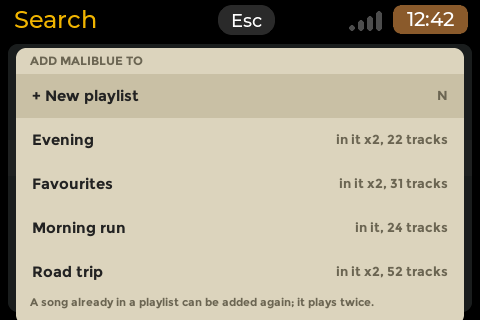 Search
Esc
12:42
ADD MALIBLUE TO
+ New playlist N
Evening in it x2, 22 tracks
Favourites in it x2, 31 tracks
Morning run in it, 24 tracks
Road trip in it x2, 52 tracks
A song already in a playlist can be added again; it plays twice.